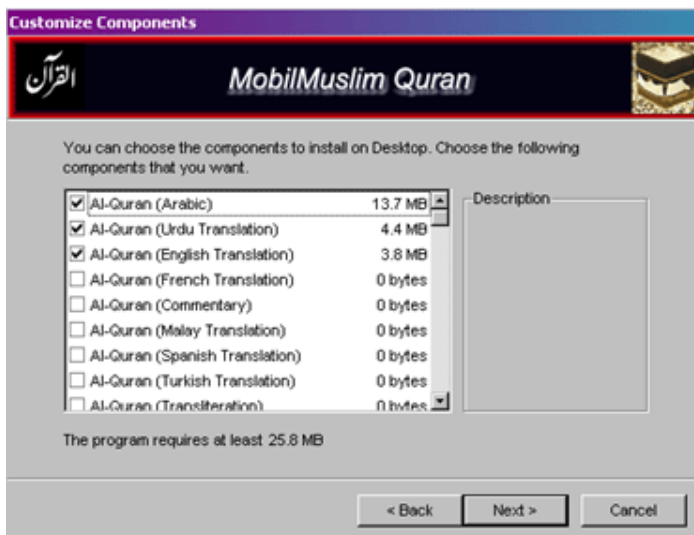 Customize Components
القرآن
MobilMuslim Quran
You can choose the components to install on Desktop. Choose the following
components that you want.
Al-Quran (Arabic) 13.7 MB
Description
Al-Quran (Urdu Translation) 4.4 MB
Al-Quran (English Translation) 3.8 MB
Al-Quran (French Translation) 0 bytes
Al-Quran (Commentary) 0 bytes
Al-Quran (Malay Translation) 0 bytes
Al-Quran (Spanish Translation) 0 bytes
Al-Quran (Turkish Translation) 0 bytes
Al-Quran (Transliteration) 0 bytes
The program requires at least 25.8 MB
< Back Next > Cancel